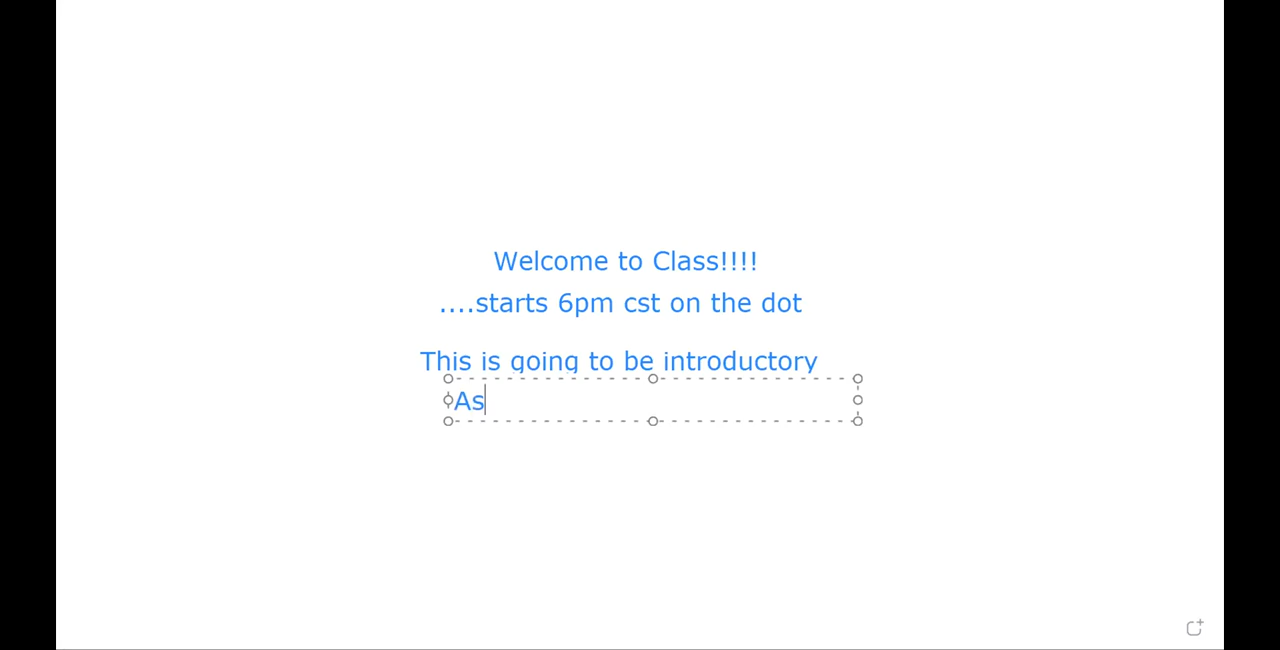 Welcome to Class!!!!
....starts 6pm cst on the dot
This is going to be introductory
As